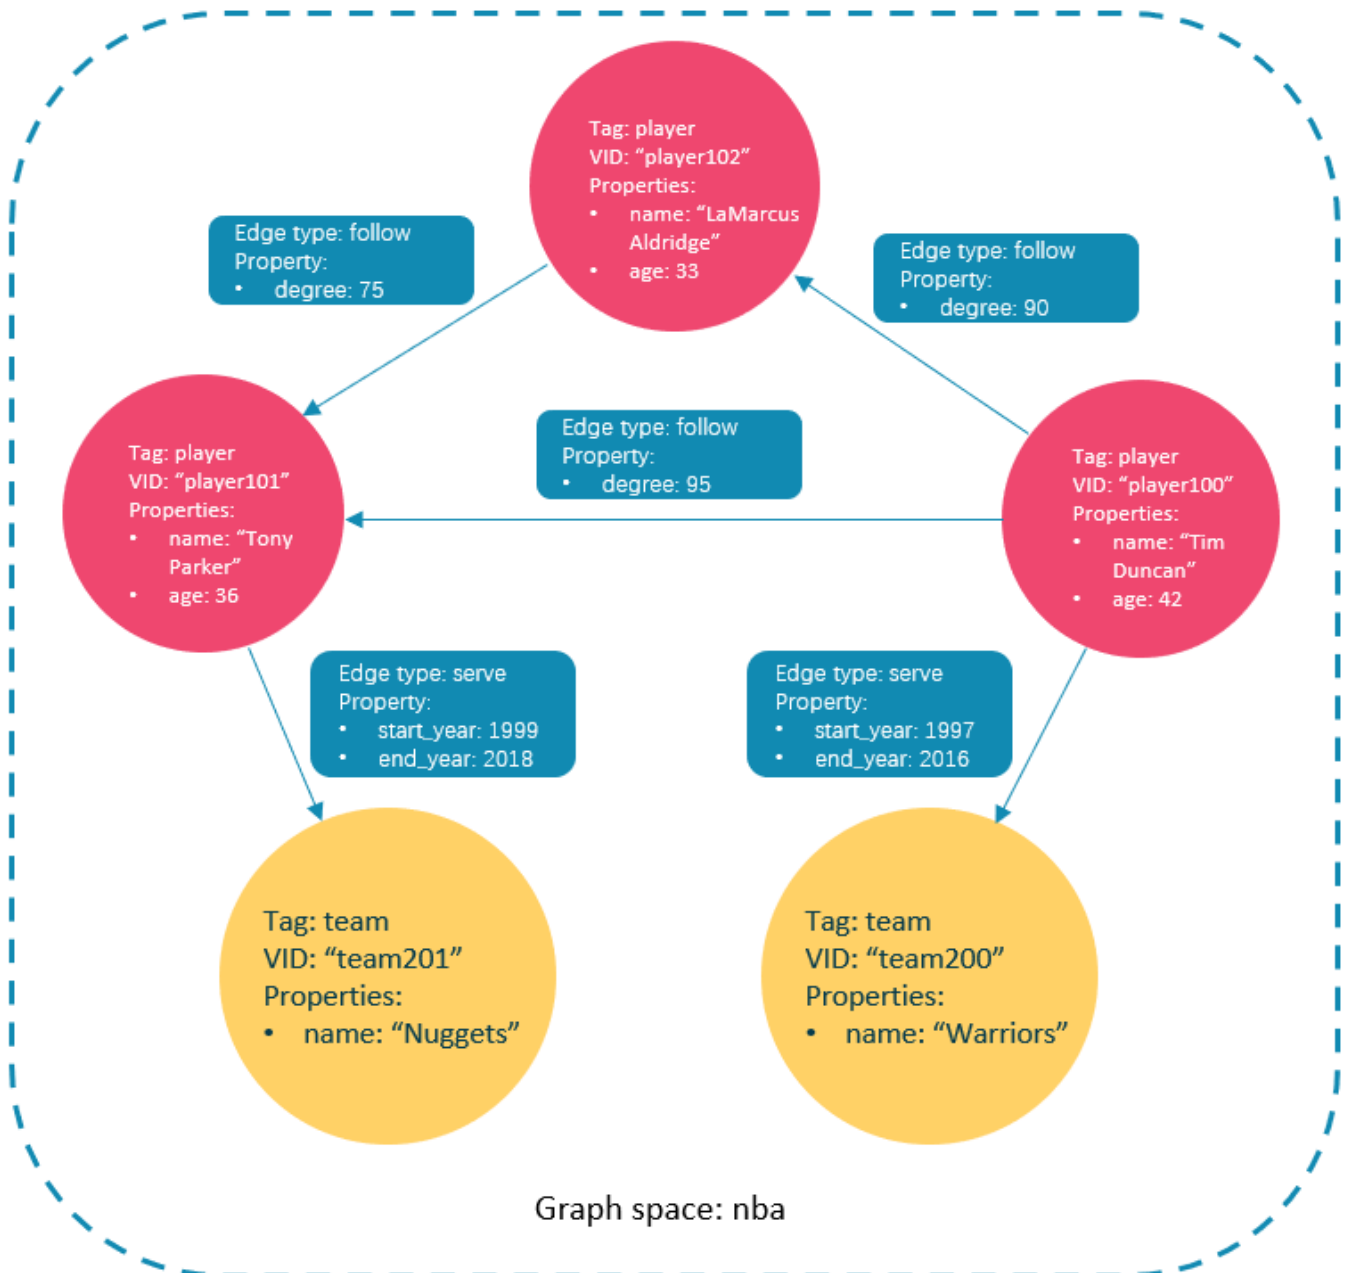 Tag: player
VID: “player102”
Properties:
• name: “LaMarcus
Aldridge”
• age: 33
Edge type: follow
Property:
• degree: 75
Edge type: follow
Property:
• degree: 90
Edge type: follow
Property:
• degree: 95
Tag: player
VID: “player101”
Properties:
• name: “Tony
Parker”
• age: 36
Tag: player
VID: “player100”
Properties:
• name: “Tim
Duncan”
• age: 42
Edge type: serve
Property:
• start_year: 1999
• end_year: 2018
Edge type: serve
Property:
• start_year: 1997
• end_year: 2016
Tag: team
VID: “team201”
Properties:
• name: “Nuggets”
Tag: team
VID: “team200”
Properties:
• name: “Warriors”
Graph space: nba